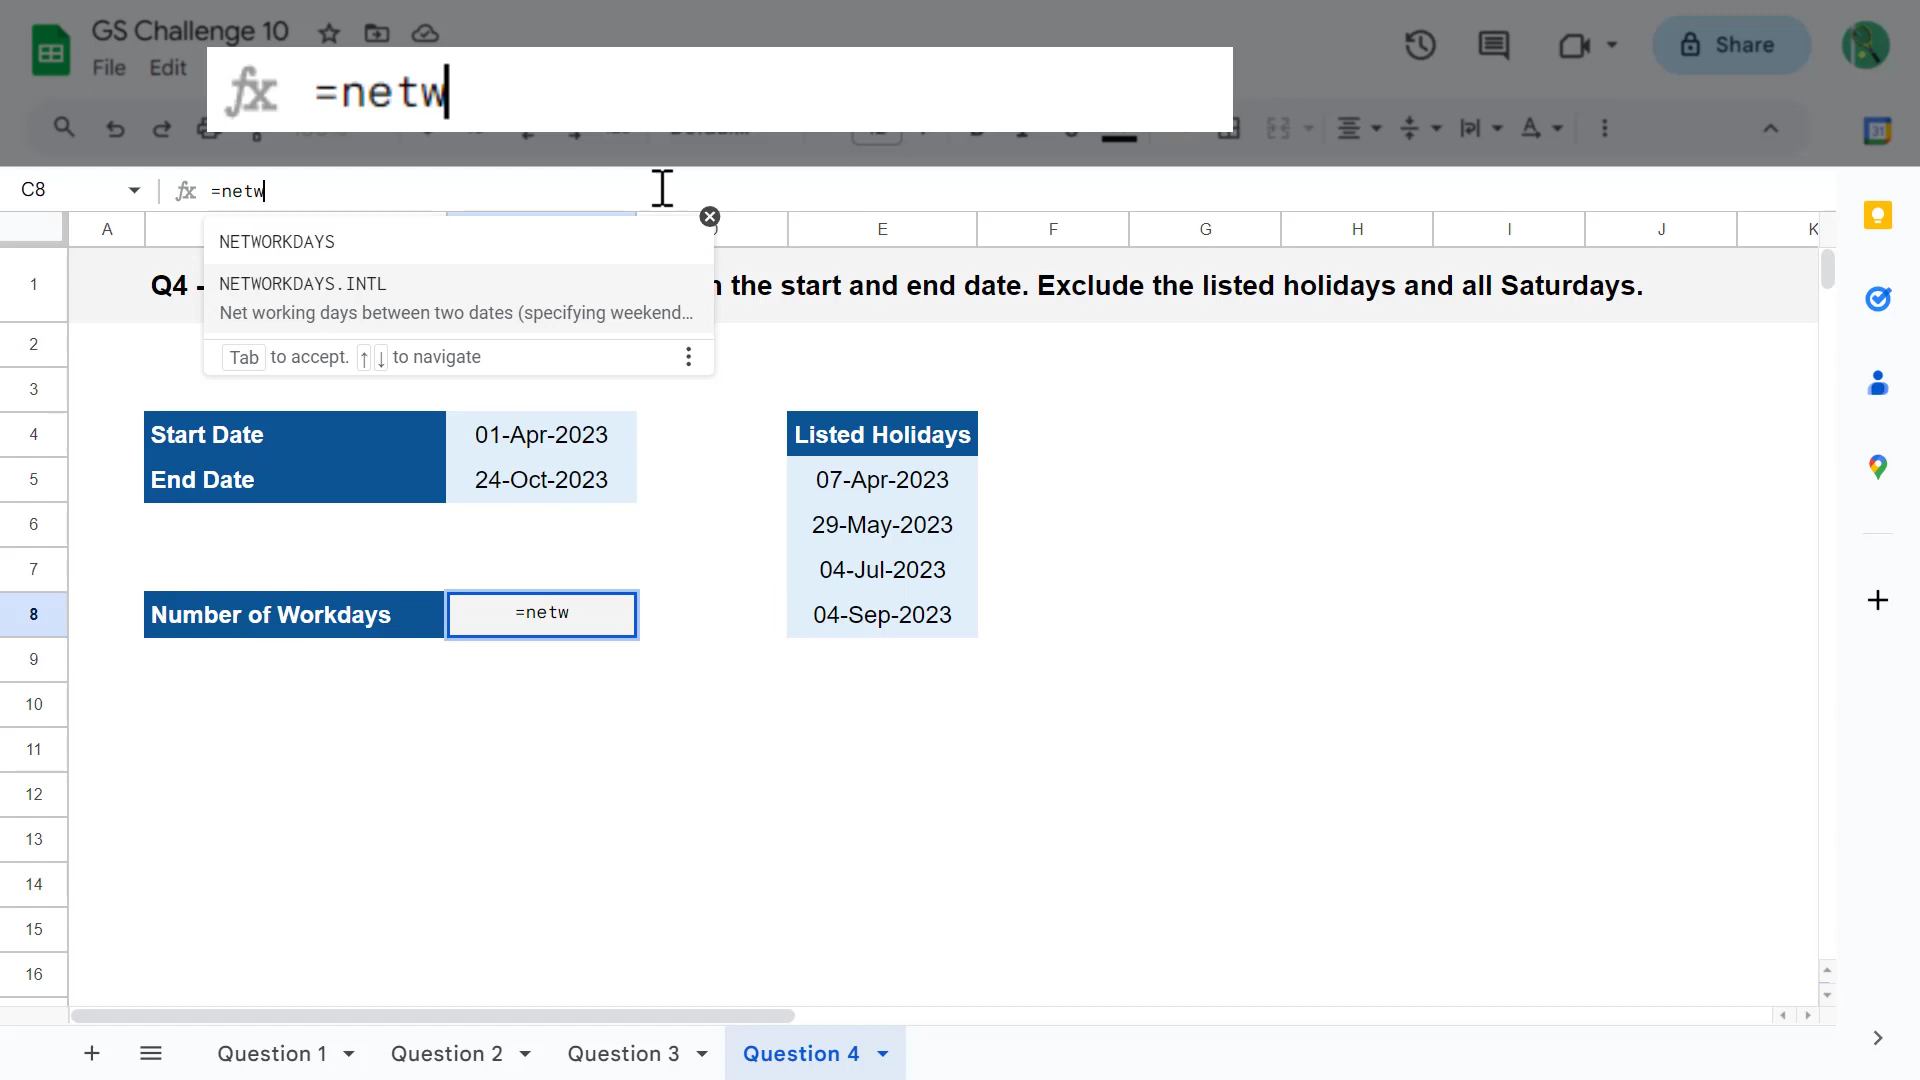 GS Challenge 10
File Edit
Share
=netw
31
C8
=netw
NETWORKDAYS
NETWORKDAYS.INTL
Net working days between two dates (specifying weekend…
Tab to accept. ↑ ↓ to navigate
A E F G H I J K
1 Q4 - the start and end date. Exclude the listed holidays and all Saturdays.
2
3
4 Start Date 01-Apr-2023 Listed Holidays
5 End Date 24-Oct-2023 07-Apr-2023
6 29-May-2023
7 04-Jul-2023
8 Number of Workdays =netw 04-Sep-2023
9
10
11
12
13
14
15
16
Question 1 Question 2 Question 3 Question 4